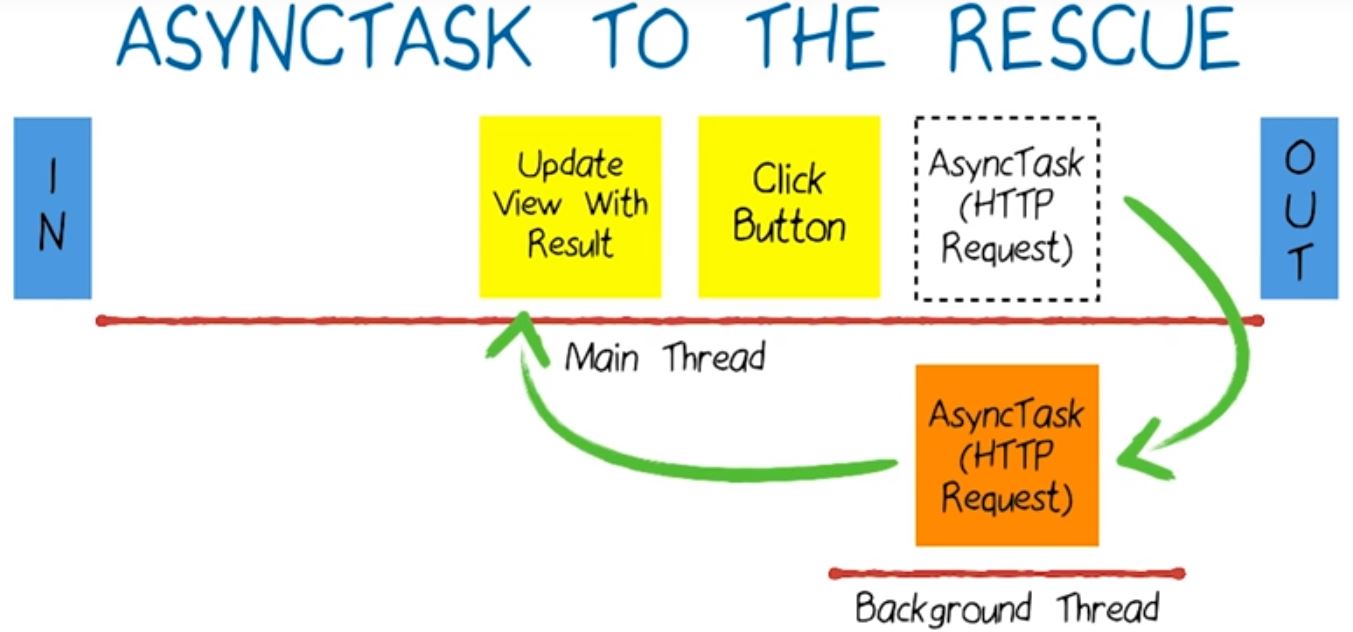 ASYNCTASK TO THE RESCUE
IN
Update
View With
Result
Click
Button
AsyncTask
(HTTP
Request)
OUT
Main Thread
AsyncTask
(HTTP
Request)
Background Thread